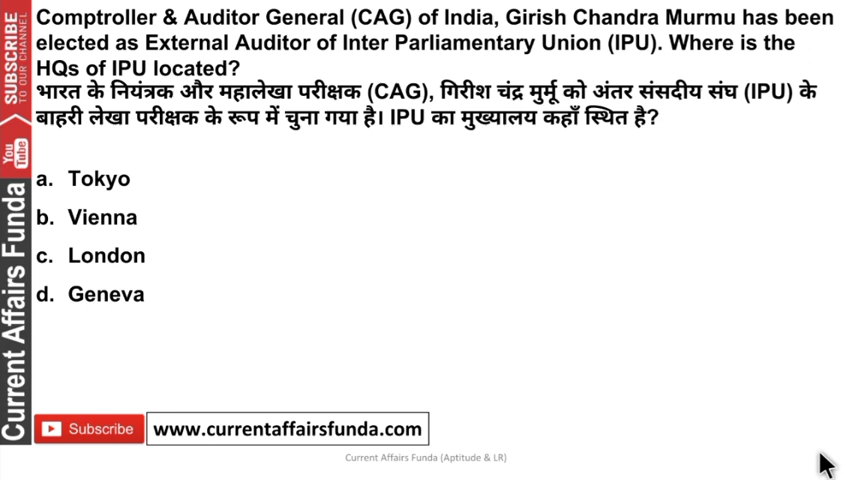 Comptroller & Auditor General (CAG) of India, Girish Chandra Murmu has been
elected as External Auditor of Inter Parliamentary Union (IPU). Where is the
HQs of IPU located?
भारत के नियंत्रक और महालेखा परीक्षक (CAG), गिरीश चंद्र मुर्मू को अंतर संसदीय संघ (IPU) के
बाहरी लेखा परीक्षक के रूप में चुना गया है। IPU का मुख्यालय कहाँ स्थित है?
a. Tokyo
b. Vienna
c. London
d. Geneva
SUBSCRIBE
TO OUR CHANNEL
You
Tube
Current Affairs Funda
Subscribe
www.currentaffairsfunda.com
Current Affairs Funda (Aptitude & LR)